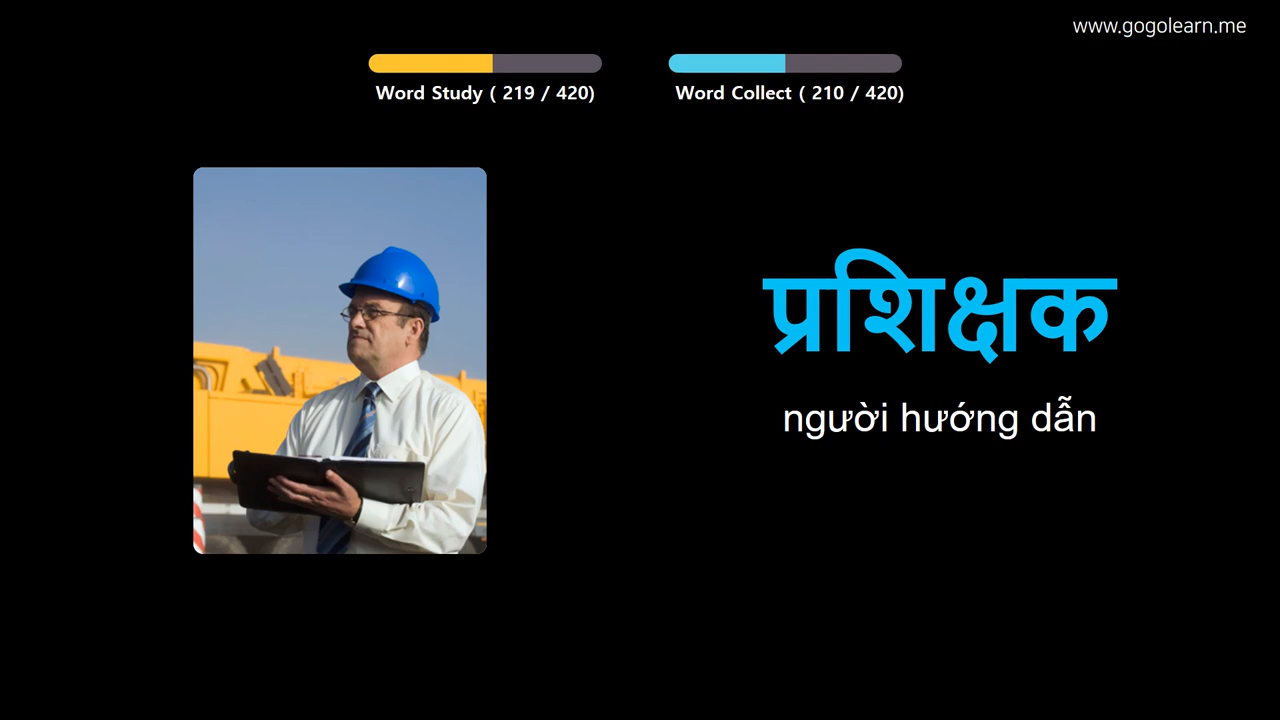 www.gogolearn.me
Word Study ( 219 / 420)
Word Collect ( 210 / 420)
प्रशिक्षक
người hướng dẫn